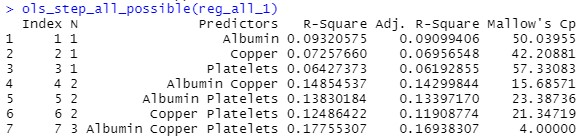 > ols_step_all_possible(reg_all_1)
Index N Predictors R-Square Adj. R-Square Mallow's Cp
1 1 1 Albumin 0.09320575 0.09099406 50.03955
2 2 1 Copper 0.07257660 0.06956548 42.20881
3 3 1 Platelets 0.06427373 0.06192855 57.33083
4 4 2 Albumin Copper 0.14854537 0.14299844 15.68571
5 5 2 Albumin Platelets 0.13830184 0.13397170 23.38736
6 6 2 Copper Platelets 0.12486422 0.11908774 21.34719
7 7 3 Albumin Copper Platelets 0.17755307 0.16938307 4.00000